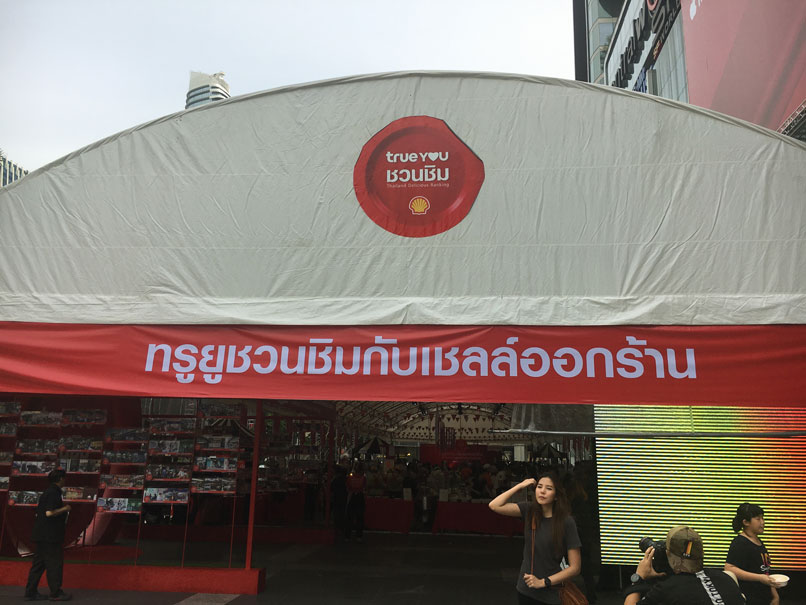 trueYOU
ชวนชิม
Thailand Delicious Ranking
ทรูยูชวนชิมกับเชลล์ออกร้าน